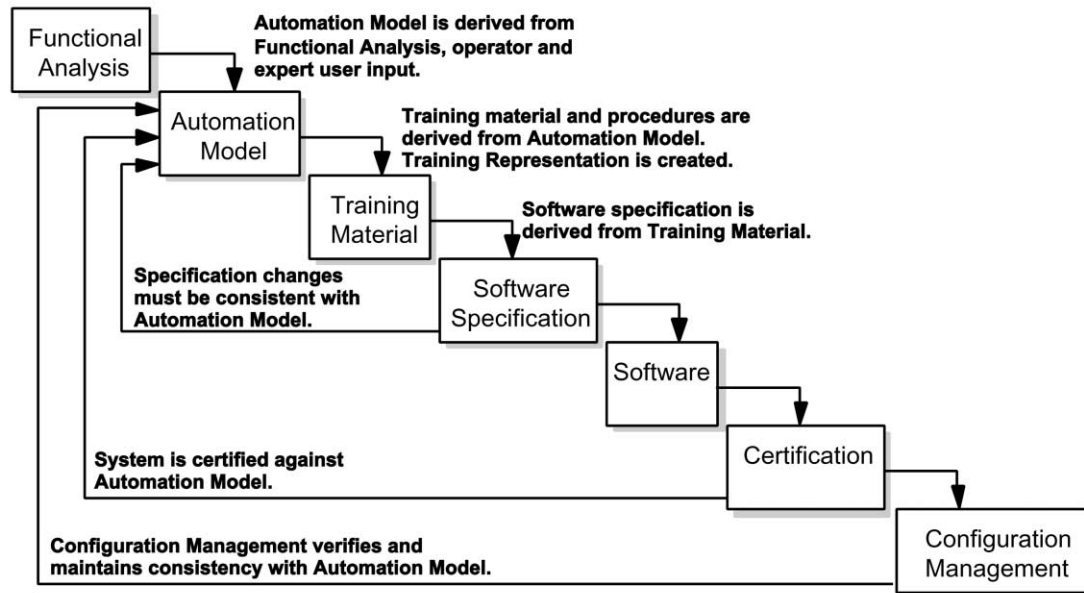 Functional
Analysis
Automation Model is derived from
Functional Analysis, operator and
expert user input.
Automation
Model
Training material and procedures are
derived from Automation Model.
Training Representation is created.
Training
Material
Software specification is
derived from Training Material.
Specification changes
must be consistent with
Automation Model.
Software
Specification
Software
System is certified against
Automation Model.
Certification
Configuration Management verifies and
maintains consistency with Automation Model.
Configuration
Management